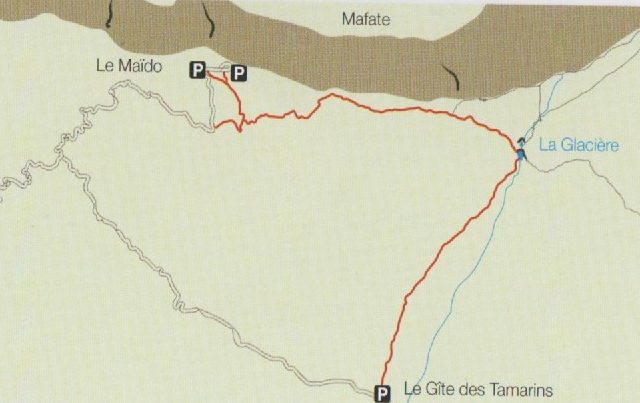 Mafate
Le Maïdo
P
P
La Glacière
P
Le Gîte des Tamarins